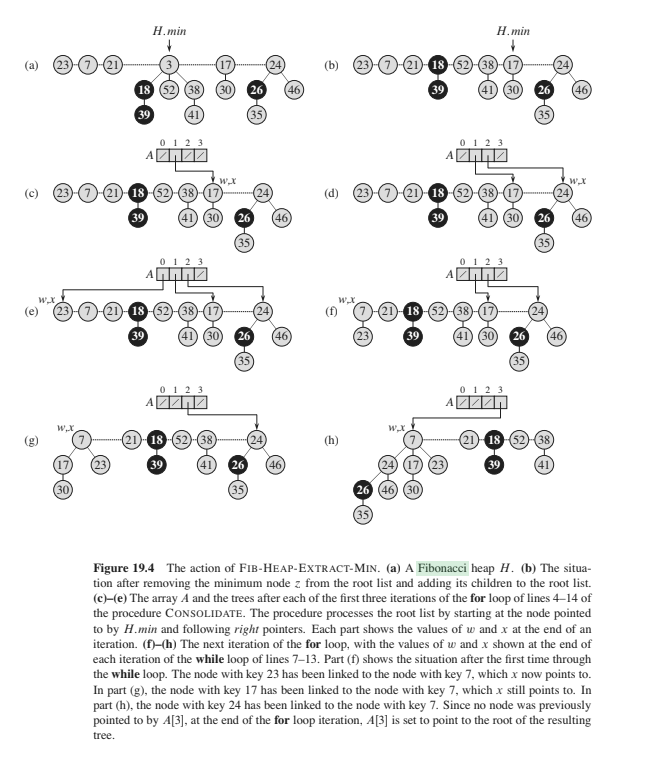 H.min H.min
(a) 23 7 21 3 17 24 (b) 23 7 21 18 52 38 17 24
18 52 38 30 26 46 39 41 30 26 46
39 41 35 35
0 1 2 3 0 1 2 3
A A
w,x w,x
(c) 23 7 21 18 52 38 17 24 (d) 23 7 21 18 52 38 17 24
39 41 30 26 46 39 41 30 26 46
35 35
0 1 2 3 0 1 2 3
A A
w,x w,x
(e) 23 7 21 18 52 38 17 24 (f) 7 21 18 52 38 17 24
39 41 30 26 46 23 39 41 30 26 46
35 35
0 1 2 3 0 1 2 3
A A
w,x w,x
(g) 7 21 18 52 38 24 (h) 7 21 18 52 38
17 23 39 41 26 46 24 17 23 39 41
30 35 26 46 30
35
Figure 19.4 The action of FIB-HEAP-EXTRACT-MIN. (a) A Fibonacci heap H. (b) The situa-
tion after removing the minimum node z from the root list and adding its children to the root list.
(c)–(e) The array A and the trees after each of the first three iterations of the for loop of lines 4–14 of
the procedure CONSOLIDATE. The procedure processes the root list by starting at the node pointed
to by H.min and following right pointers. Each part shows the values of w and x at the end of an
iteration. (f)–(h) The next iteration of the for loop, with the values of w and x shown at the end of
each iteration of the while loop of lines 7–13. Part (f) shows the situation after the first time through
the while loop. The node with key 23 has been linked to the node with key 7, which x now points to.
In part (g), the node with key 17 has been linked to the node with key 7, which x still points to. In
part (h), the node with key 24 has been linked to the node with key 7. Since no node was previously
pointed to by A[3], at the end of the for loop iteration, A[3] is set to point to the root of the resulting
tree.